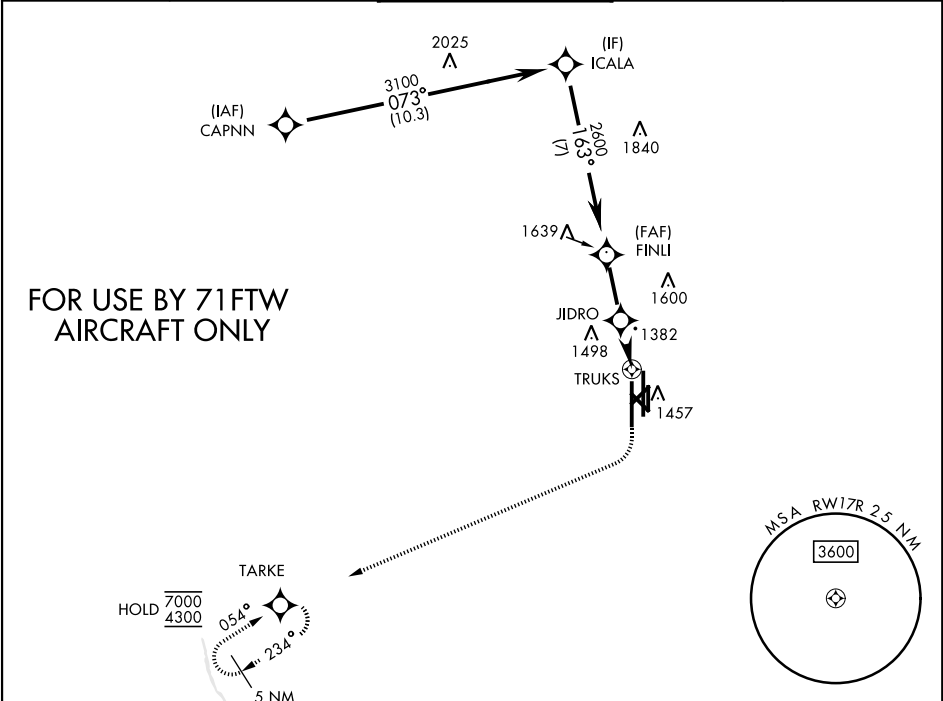 2025
(IF)
ICALA
3100
073°
(10.3)
(IAF)
CAPNN
2600
163°
(7)
1840
1639
(FAF)
FINLI
1600
FOR USE BY 71FTW
AIRCRAFT ONLY
JIDRO
1382
1498
TRUKS
1457
MSA RW17R 25 NM
3600
TARKE
HOLD 7000
4300
054°
234°
5 NM